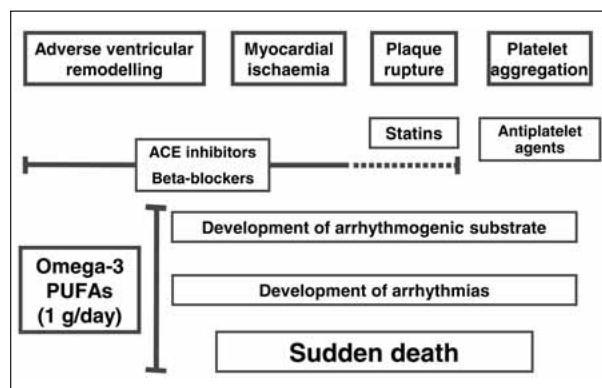 Adverse ventricular
remodelling
Myocardial
ischaemia
Plaque
rupture
Platelet
aggregation
Statins
Antiplatelet
agents
ACE inhibitors
Beta-blockers
Development of arrhythmogenic substrate
Omega-3
PUFAs
(1 g/day)
Development of arrhythmias
Sudden death